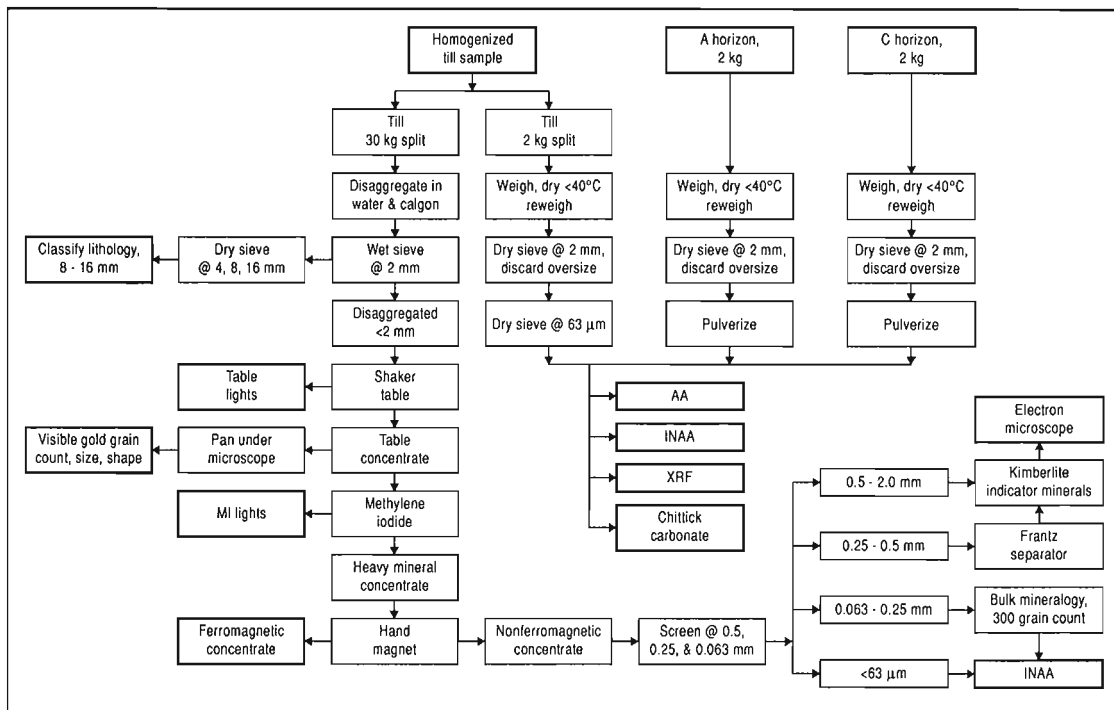 Homogenized
till sample
A horizon,
2 kg
C horizon,
2 kg
Till
30 kg split
Till
2 kg split
Disaggregate in
water & calgon
Weigh, dry <40°C
reweigh
Weigh, dry <40°C
reweigh
Weigh, dry <40°C
reweigh
Classify lithology,
8 - 16 mm
Dry sieve
@ 4, 8, 16 mm
Wet sieve
@ 2 mm
Dry sieve @ 2 mm,
discard oversize
Dry sieve @ 2 mm,
discard oversize
Dry sieve @ 2 mm,
discard oversize
Disaggregated
<2 mm
Dry sieve @ 63 µm
Pulverize
Pulverize
Table
lights
Shaker
table
AA
Visible gold grain
count, size, shape
Pan under
microscope
Table
concentrate
INAA
XRF
Chittick
carbonate
MI lights
Methylene
iodide
Heavy mineral
concentrate
Ferromagnetic
concentrate
Hand
magnet
Nonferromagnetic
concentrate
Screen @ 0.5,
0.25, & 0.063 mm
Electron
microscope
0.5 - 2.0 mm
Kimberlite
indicator minerals
0.25 - 0.5 mm
Frantz
separator
0.063 - 0.25 mm
Bulk mineralogy,
300 grain count
<63 µm
INAA